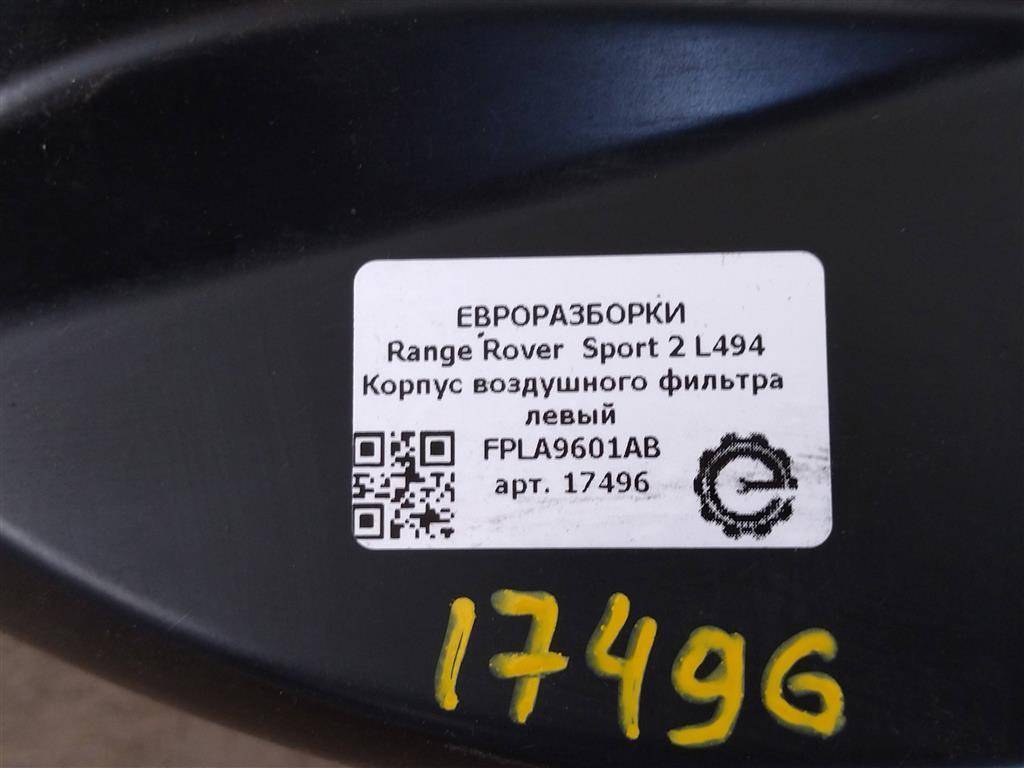 ЕВРОРАЗБОРКИ
Range Rover Sport 2 L494
Корпус воздушного фильтра
левый
FPLA9601AB
арт. 17496
17496